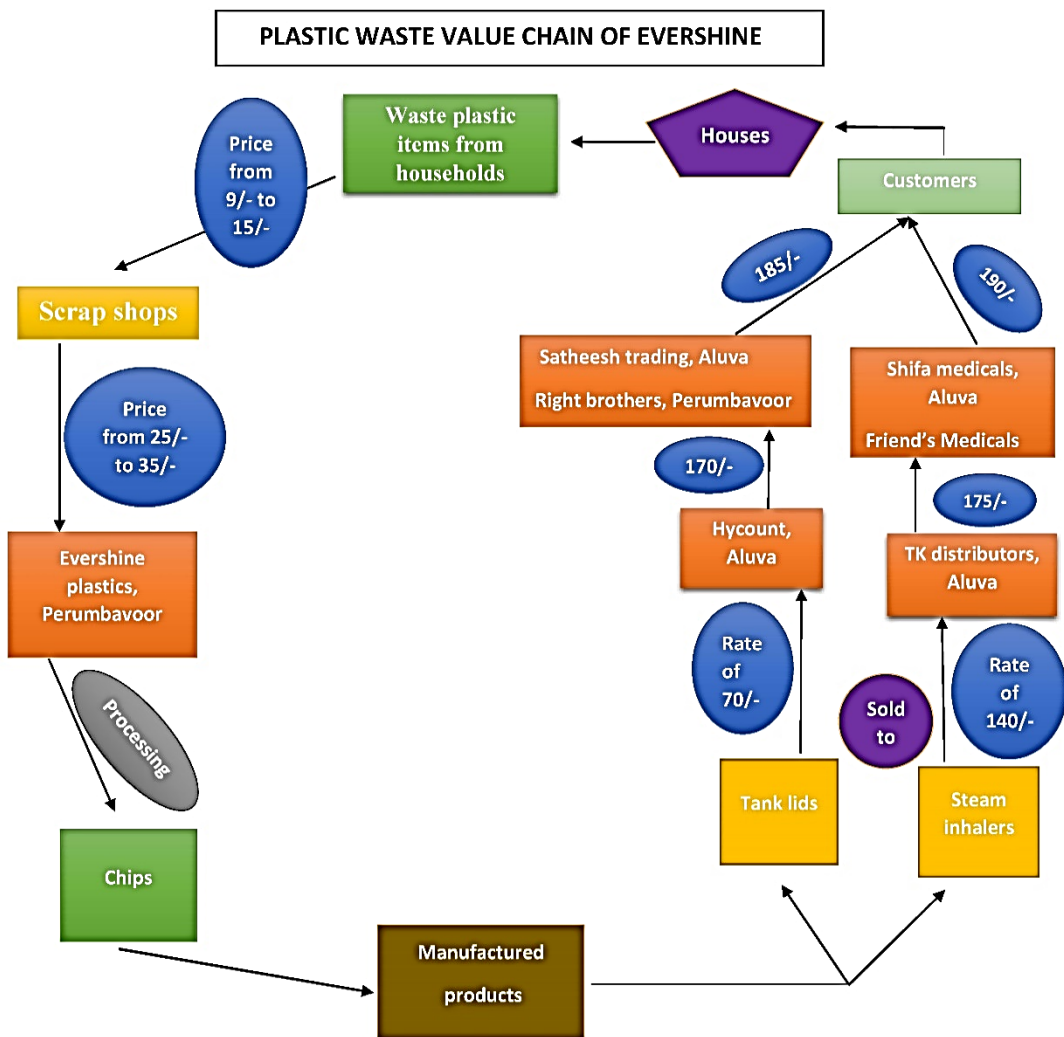 PLASTIC WASTE VALUE CHAIN OF EVERSHINE
Houses
Waste plastic
items from
households
Price
from
9/- to
15/-
Customers
Scrap shops
185/-
190/-
Satheesh trading, Aluva
Right brothers, Perumbavoor
Shifa medicals,
Aluva
Friend’s Medicals
Price
from 25/-
to 35/-
170/-
175/-
Hycount,
Aluva
TK distributors,
Aluva
Evershine
plastics,
Perumbavoor
Rate
of
70/-
Sold
to
Rate
of
140/-
Processing
Tank lids
Steam
inhalers
Chips
Manufactured
products